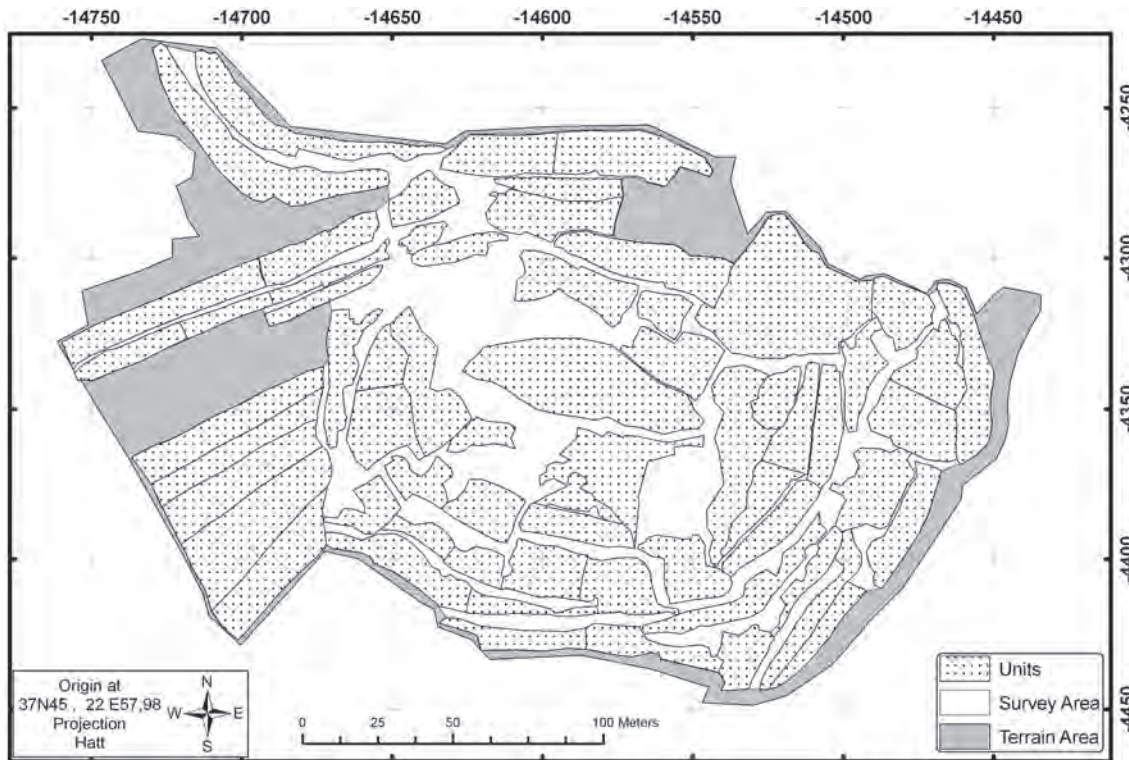 -14750 -14700 -14650 -14600 -14550 -14500 -14450
-4250
-4300
-4350
-4400
-4450
Origin at
37N45 , 22 E57,98
Projection
Hatt
N
W E
S
0 25 50 100 Meters
Units
Survey Area
Terrain Area